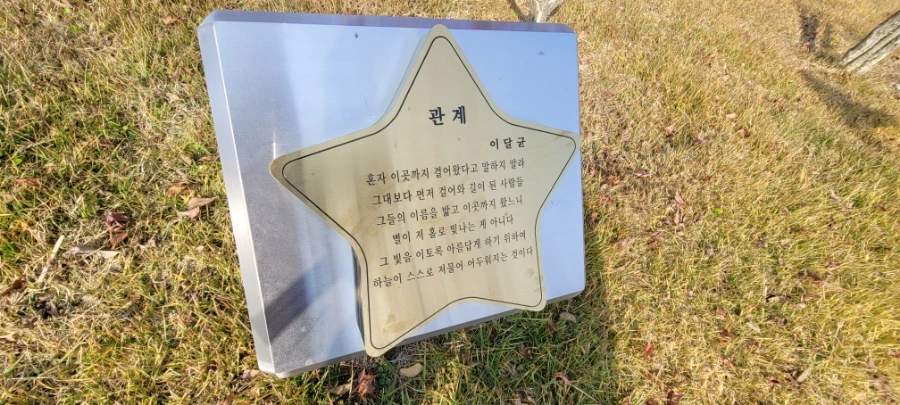 관계
이달균
혼자 이곳까지 걸어왔다고 말하지 말라
그대보다 먼저 걸어와 길이 된 사람들
그들의 이름을 밟고 이곳까지 왔느니
별이 저 홀로 빛나는 게 아니다
그 빛을 이토록 아름답게 하기 위하여
하늘이 스스로 저물어 어두워지는 것이다